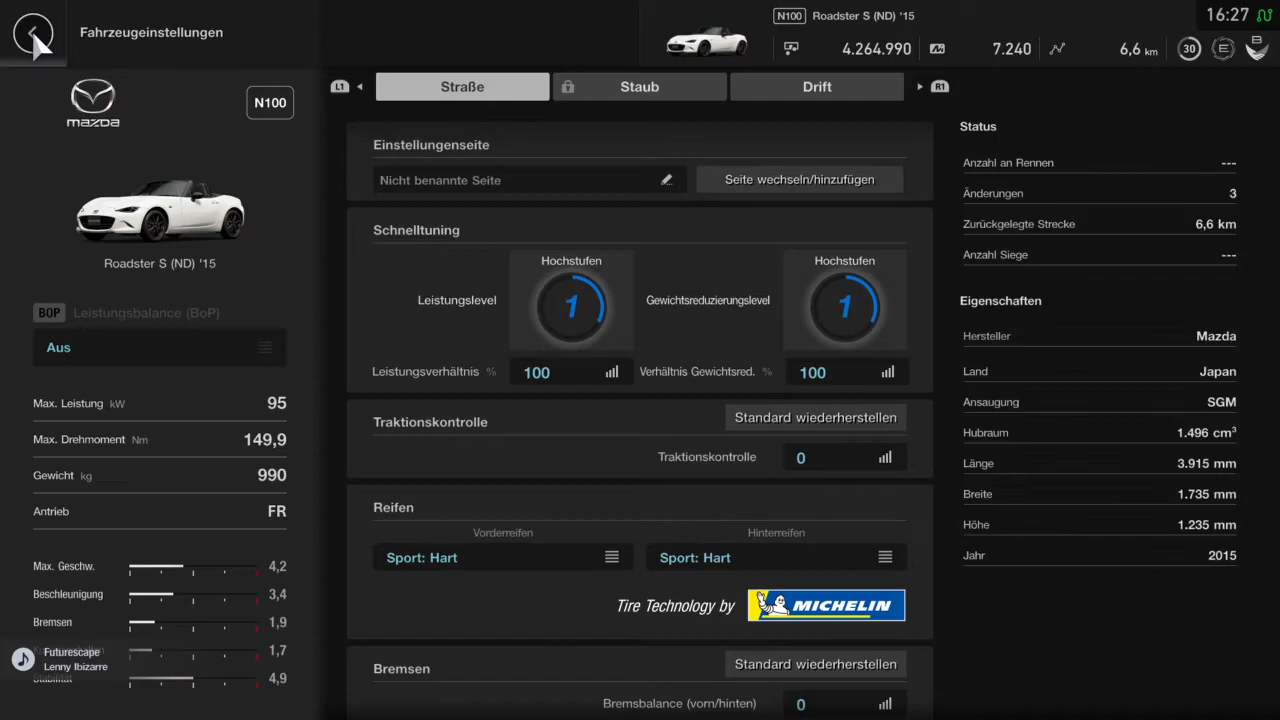 Fahrzeugeinstellungen
N100 Roadster S (ND) '15
4.264.990 7.240 6,6 km 30 E B
16:27
mazda
N100
Roadster S (ND) '15
BOP Leistungsbalance (BoP)
Aus
Max. Leistung kW 95
Max. Drehmoment Nm 149,9
Gewicht kg 990
Antrieb FR
Max. Geschw. 4,2
Beschleunigung 3,4
Bremsen 1,9
1,7
Stabilität 4,9
Futurescape
Lenny Ibizarre
L1 Straße Staub Drift R1
Einstellungenseite
Nicht benannte Seite Seite wechseln/hinzufügen
Schnelltuning
Hochstufen Hochstufen
Leistungslevel 1 Gewichtsreduzierungslevel 1
Leistungsverhältnis % 100 Verhältnis Gewichtsred. % 100
Traktionskontrolle Standard wiederherstellen
Traktionskontrolle 0
Reifen
Vorderreifen Hinterreifen
Sport: Hart Sport: Hart
Tire Technology by MICHELIN
Bremsen Standard wiederherstellen
Bremsbalance (vorn/hinten) 0
Status
Anzahl an Rennen ---
Änderungen 3
Zurückgelegte Strecke 6,6 km
Anzahl Siege ---
Eigenschaften
Hersteller Mazda
Land Japan
Ansaugung SGM
Hubraum 1.496 cm³
Länge 3.915 mm
Breite 1.735 mm
Höhe 1.235 mm
Jahr 2015